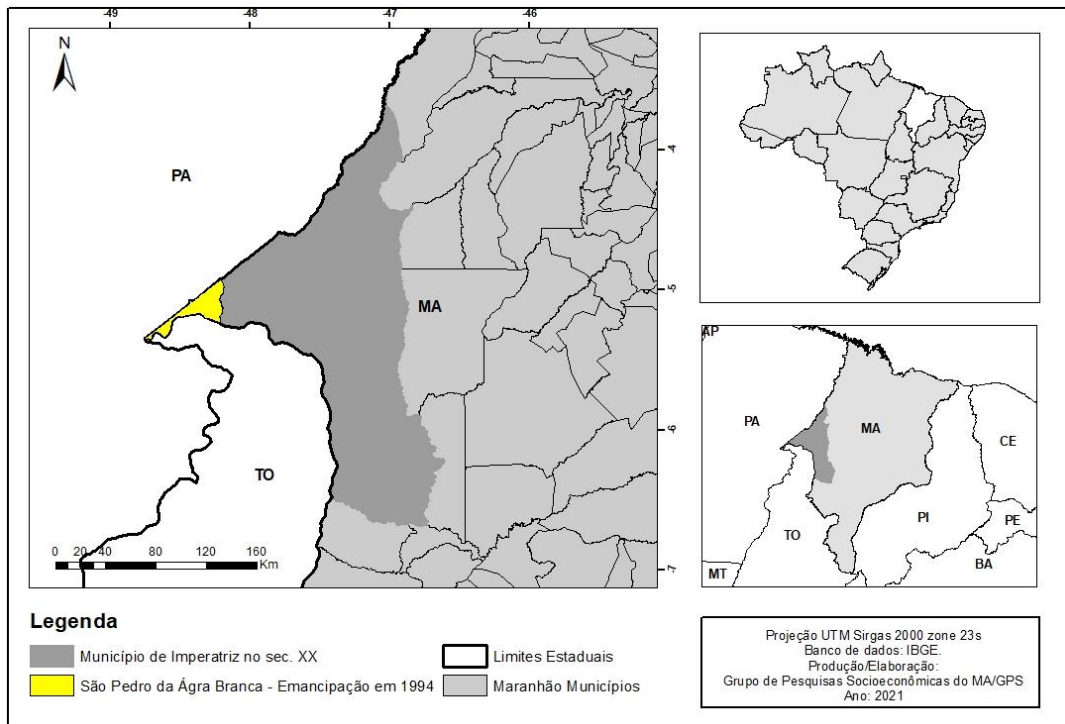 -49 -48 -47 -46
N
PA
MA
TO
-4
-5
-6
-7
0 20 40 80 120 160
Km
AP
PA
MA
CE
PI
TO
PE
BA
MT
Legenda
Município de Imperatriz no sec. XX
Limites Estaduais
São Pedro da Ágra Branca - Emancipação em 1994
Maranhão Municípios
Projeção UTM Sirgas 2000 zone 23s
Banco de dados: IBGE.
Produção/Elaboração:
Grupo de Pesquisas Socioeconômicas do MA/GPS
Ano: 2021